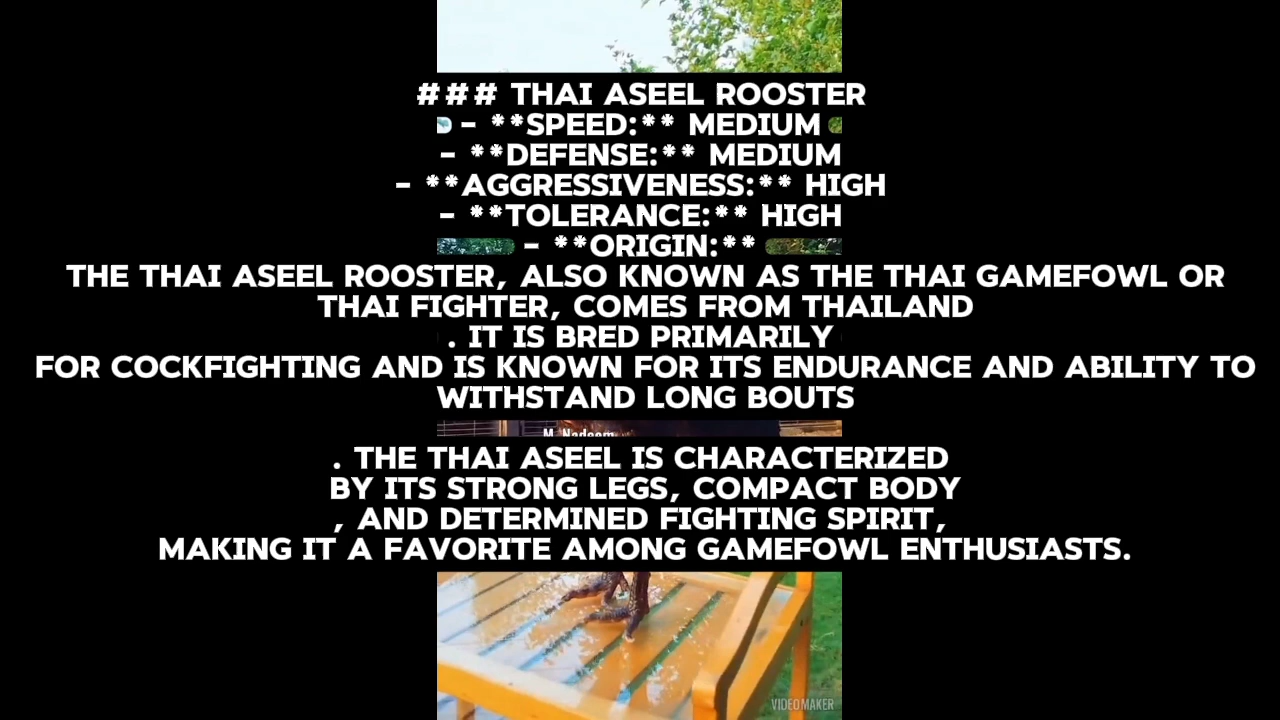 ### THAI ASEEL ROOSTER
- **SPEED:** MEDIUM
- **DEFENSE:** MEDIUM
- **AGGRESSIVENESS:** HIGH
- **TOLERANCE:** HIGH
- **ORIGIN:**
THE THAI ASEEL ROOSTER, ALSO KNOWN AS THE THAI GAMEFOWL OR
THAI FIGHTER, COMES FROM THAILAND
. IT IS BRED PRIMARILY
FOR COCKFIGHTING AND IS KNOWN FOR ITS ENDURANCE AND ABILITY TO
WITHSTAND LONG BOUTS
M. Nadeem
. THE THAI ASEEL IS CHARACTERIZED
BY ITS STRONG LEGS, COMPACT BODY
, AND DETERMINED FIGHTING SPIRIT,
MAKING IT A FAVORITE AMONG GAMEFOWL ENTHUSIASTS.
VIDEO MAKER